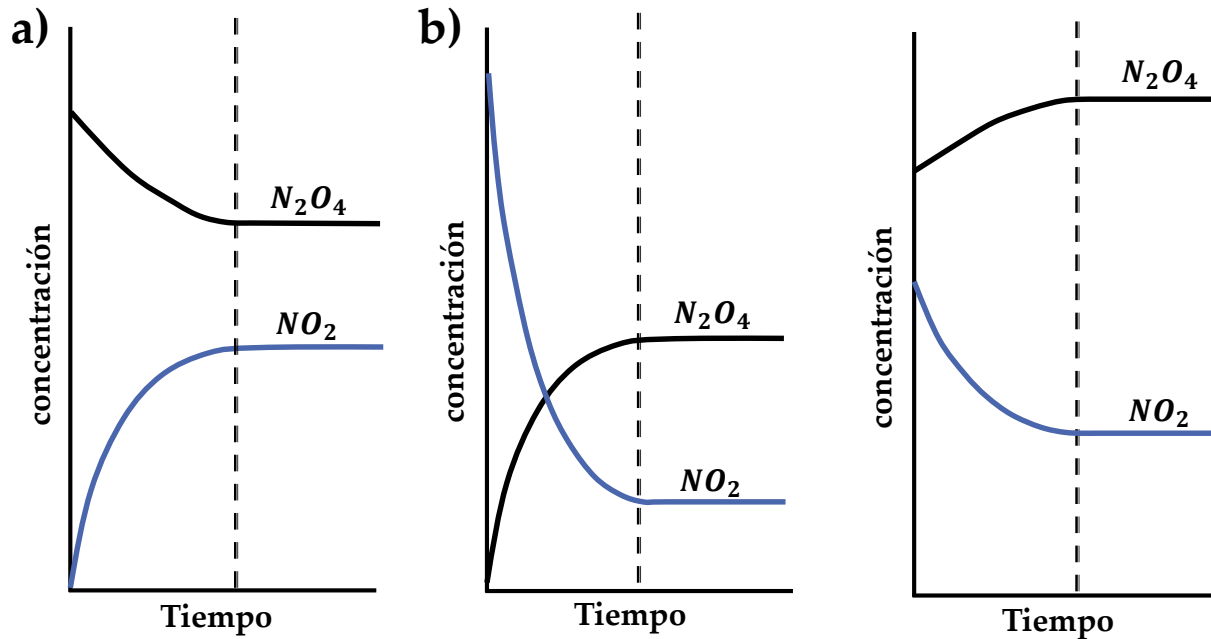 a)
N₂O₄
NO₂
concentración
Tiempo
b)
N₂O₄
NO₂
concentración
Tiempo
N₂O₄
NO₂
concentración
Tiempo